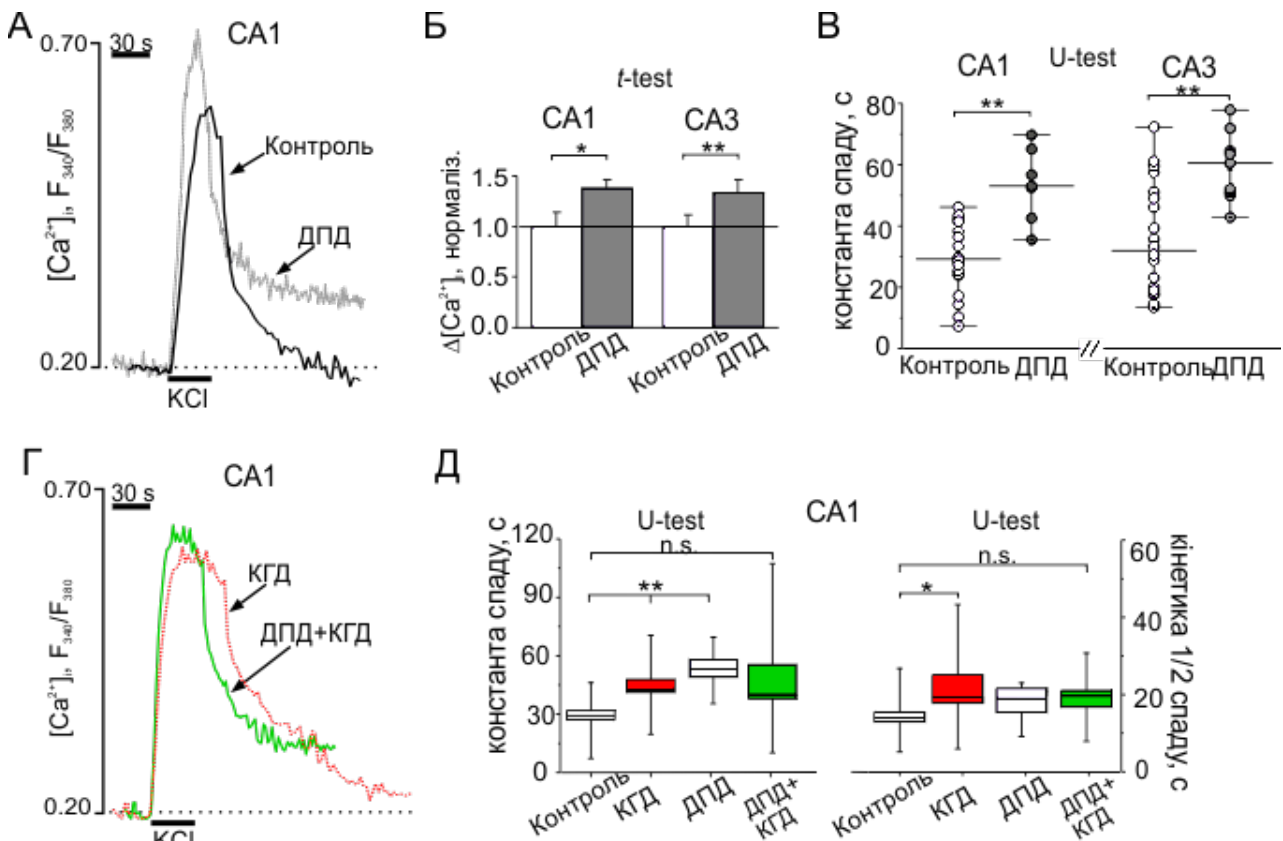 А
CA1
30 s
0.70
0.20
[Ca²⁺]i, F340/F380
Контроль
ДПД
KCl
Б
t-test
CA1
CA3
*
**
Δ[Ca²⁺]i, нормаліз.
1.5
1.0
0.5
0.0
Контроль
ДПД
Контроль
ДПД
В
U-test
CA1
CA3
**
**
константа спаду, с
80
60
40
20
0
Контроль
ДПД
//
Контроль
ДПД
Г
CA1
0.70
30 s
0.20
[Ca²⁺]i, F340/F380
КГД
ДПД+КГД
KCl
Д
CA1
U-test
n.s.
**
константа спаду, с
120
90
60
30
0
Контроль
КГД
ДПД
ДПД+
КГД
U-test
n.s.
*
60
40
20
0
кінетика 1/2 спаду, с
Контроль
КГД
ДПД
ДПД+
КГД